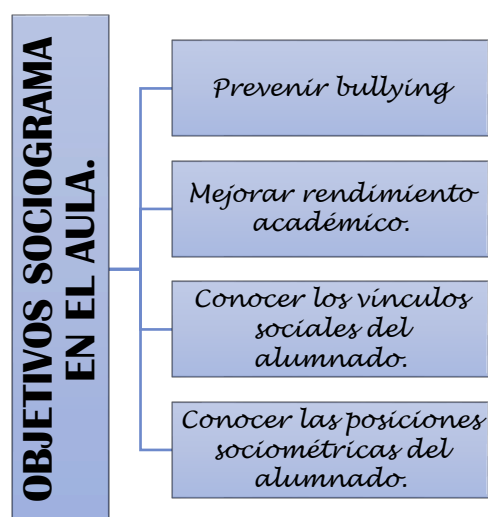 OBJETIVOS SOCIOGRAMA
EN EL AULA.
Prevenir bullying
Mejorar rendimiento
académico.
Conocer los vínculos
sociales del
alumnado.
Conocer las posiciones
sociométricas del
alumnado.